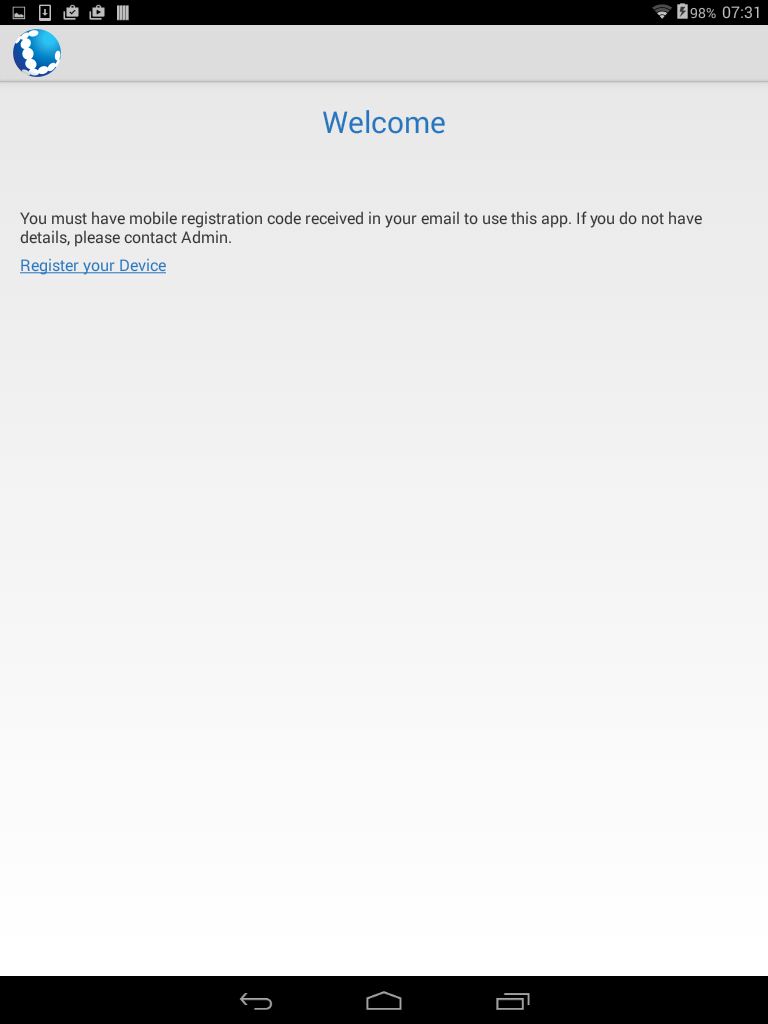 98% 07:31
Welcome
You must have mobile registration code received in your email to use this app. If you do not have
details, please contact Admin.
Register your Device